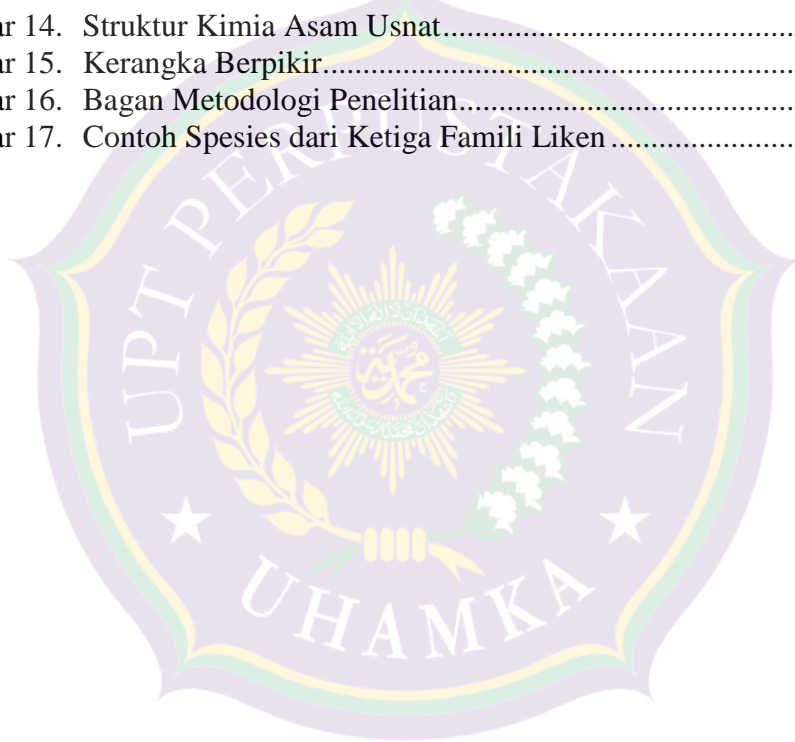 ar 14. Struktur Kimia Asam Usnat
ar 15. Kerangka Berpikir
ar 16. Bagan Metodologi Penelitian
ar 17. Contoh Spesies dari Ketiga Famili Liken
UPT PERPUSTAKAAN
محمدية
UHAMKA